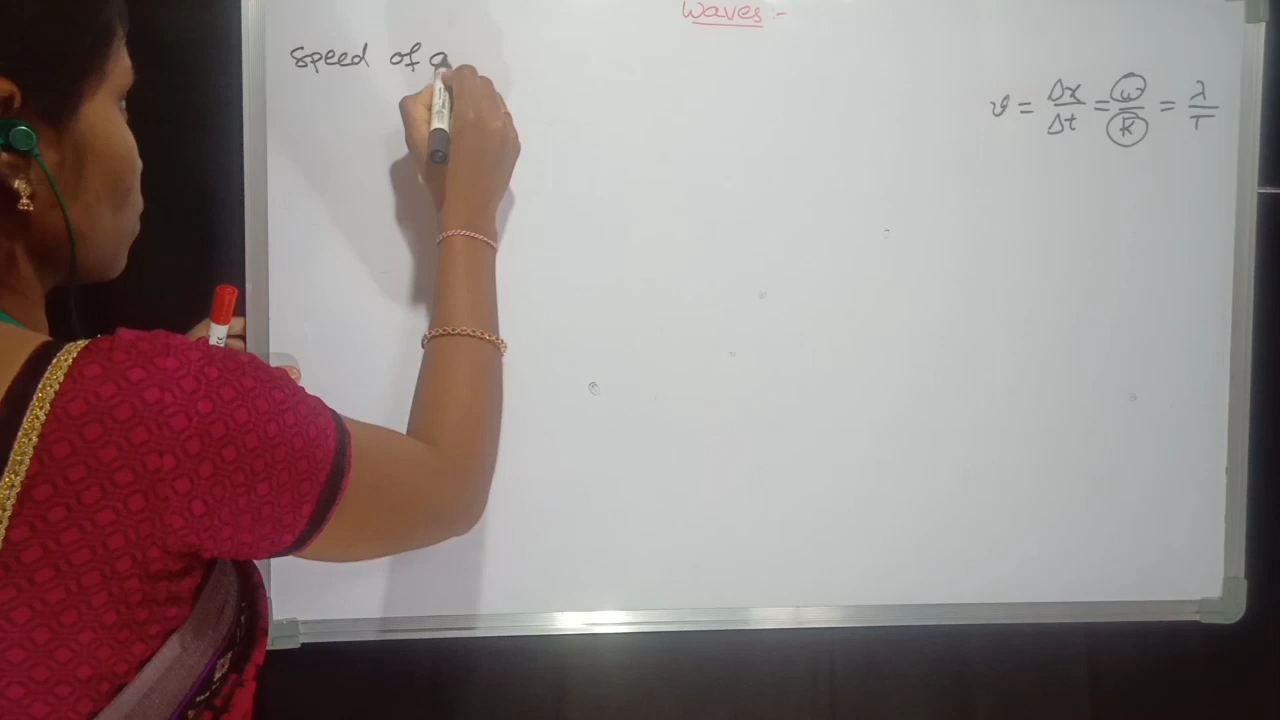 Waves :-
Speed of a
v = Δx/Δt = ω/k = λ/T